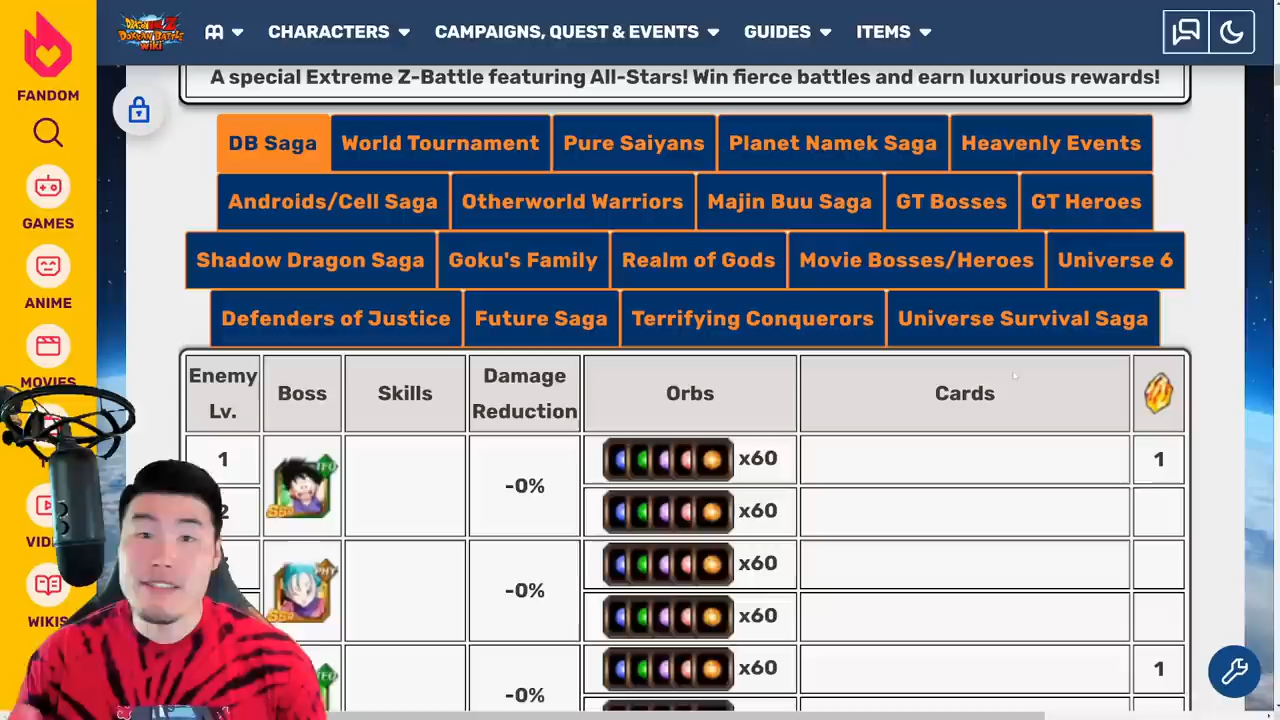 FANDOM
GAMES
ANIME
MOVIES
WIKIS
CHARACTERS
CAMPAIGNS, QUEST & EVENTS
GUIDES
ITEMS
A special Extreme Z-Battle featuring All-Stars! Win fierce battles and earn luxurious rewards!
DB Saga World Tournament Pure Saiyans Planet Namek Saga Heavenly Events
Androids/Cell Saga Otherworld Warriors Majin Buu Saga GT Bosses GT Heroes
Shadow Dragon Saga Goku's Family Realm of Gods Movie Bosses/Heroes Universe 6
Defenders of Justice Future Saga Terrifying Conquerors Universe Survival Saga
Enemy Lv. Boss Skills Damage Reduction Orbs Cards
1 -0% x60 1
2 x60
-0% x60
x60
-0% x60 1